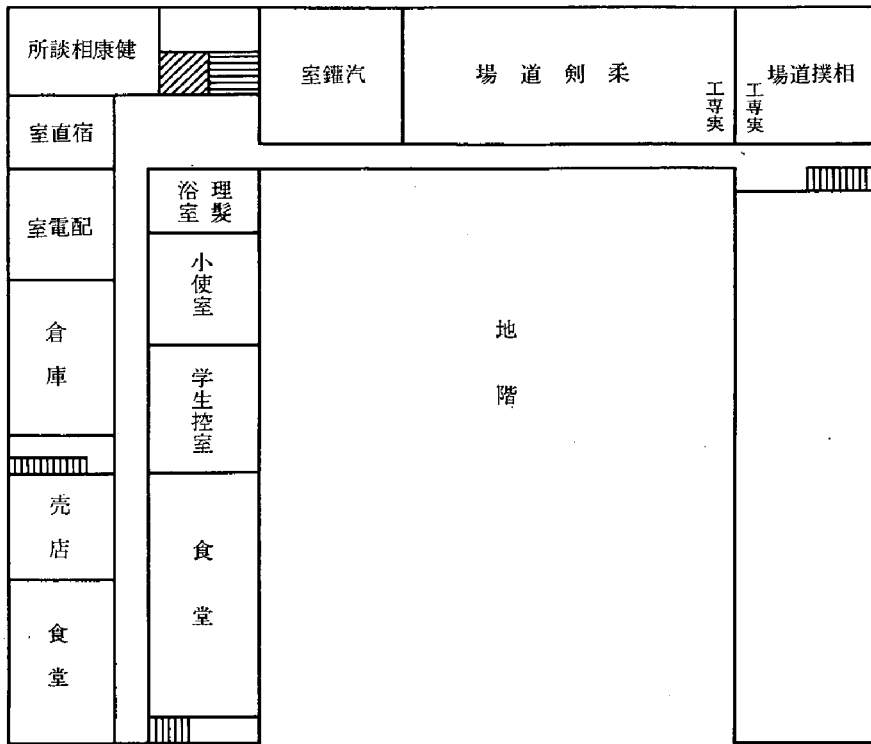 健康相談所
汽鑵室
柔剣道場
工専実
相撲道場
工専実
宿直室
配電室
理髪
浴室
小使室
倉庫
学生控室
売店
食堂
食堂
地階